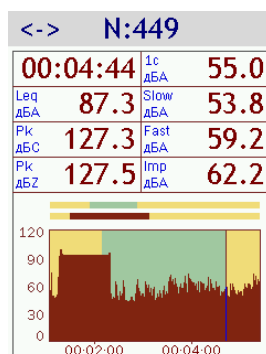 <-> N:449
00:04:44 1с дБА 55.0
Leq дБА 87.3 Slow дБА 53.8
Pk дБC 127.3 Fast дБА 59.2
Pk дБZ 127.5 Imp дБА 62.2
120
90
60
30
0
00:02:00 00:04:00